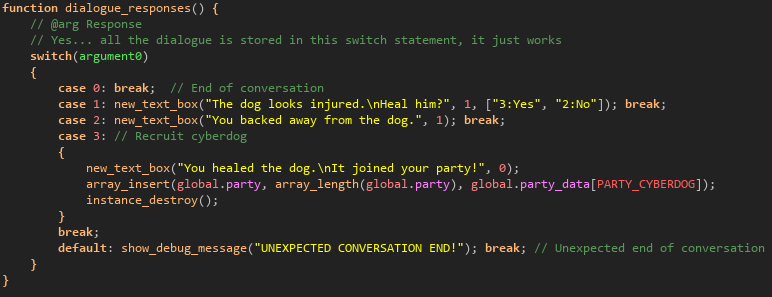 function dialogue_responses() {
    // @arg Response
    // Yes... all the dialogue is stored in this switch statement, it just works
    switch(argument0)
    {
        case 0: break;  // End of conversation
        case 1: new_text_box("The dog looks injured.\nHeal him?", 1, ["3:Yes", "2:No"]); break;
        case 2: new_text_box("You backed away from the dog.", 1); break;
        case 3: // Recruit cyberdog
        {
            new_text_box("You healed the dog.\nIt joined your party!", 0);
            array_insert(global.party, array_length(global.party), global.party_data[PARTY_CYBERDOG]);
            instance_destroy();
        }
        break;
        default: show_debug_message("UNEXPECTED CONVERSATION END!"); break; // Unexpected end of conversation
    }
}